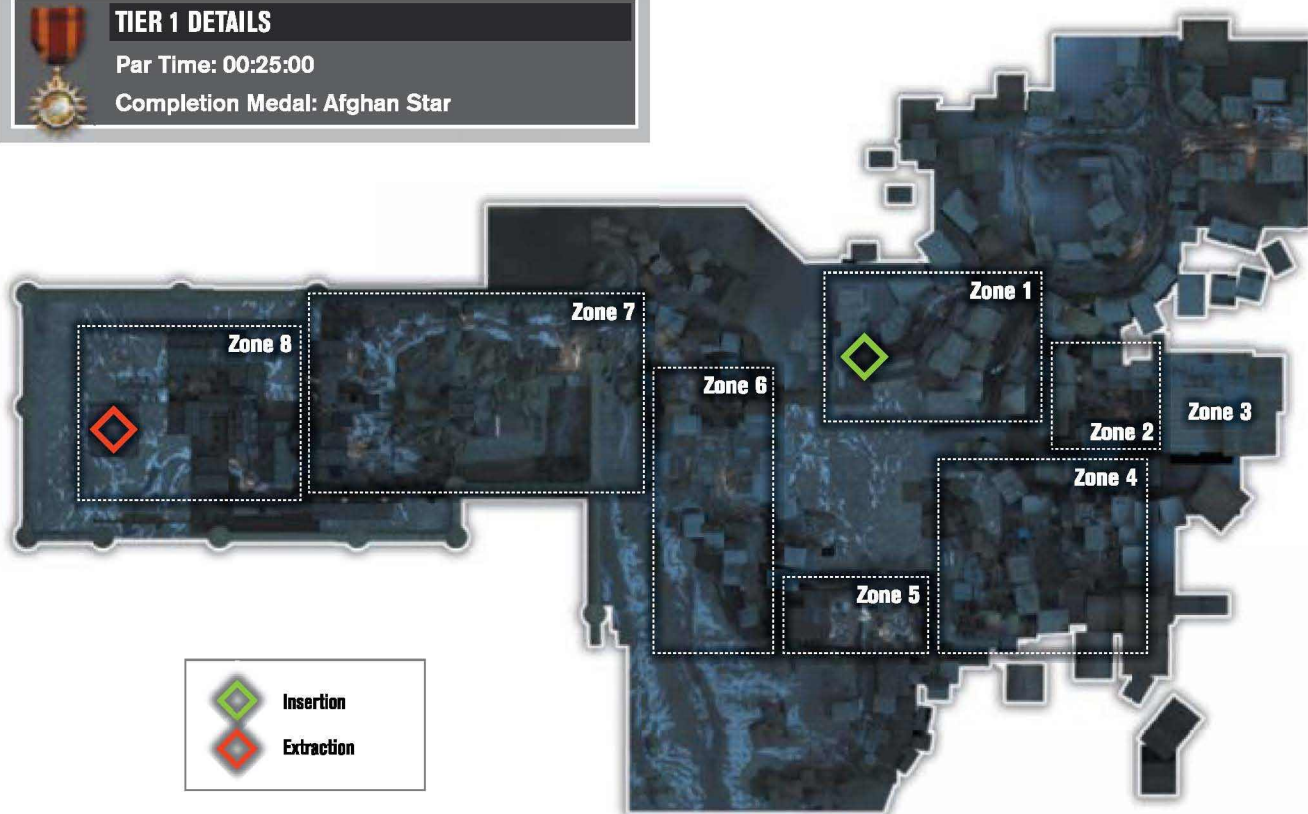 TIER 1 DETAILS
Par Time: 00:25:00
Completion Medal: Afghan Star
Zone 1
Zone 7
Zone 8
Zone 6
Zone 3
Zone 2
Zone 4
Zone 5
Insertion
Extraction